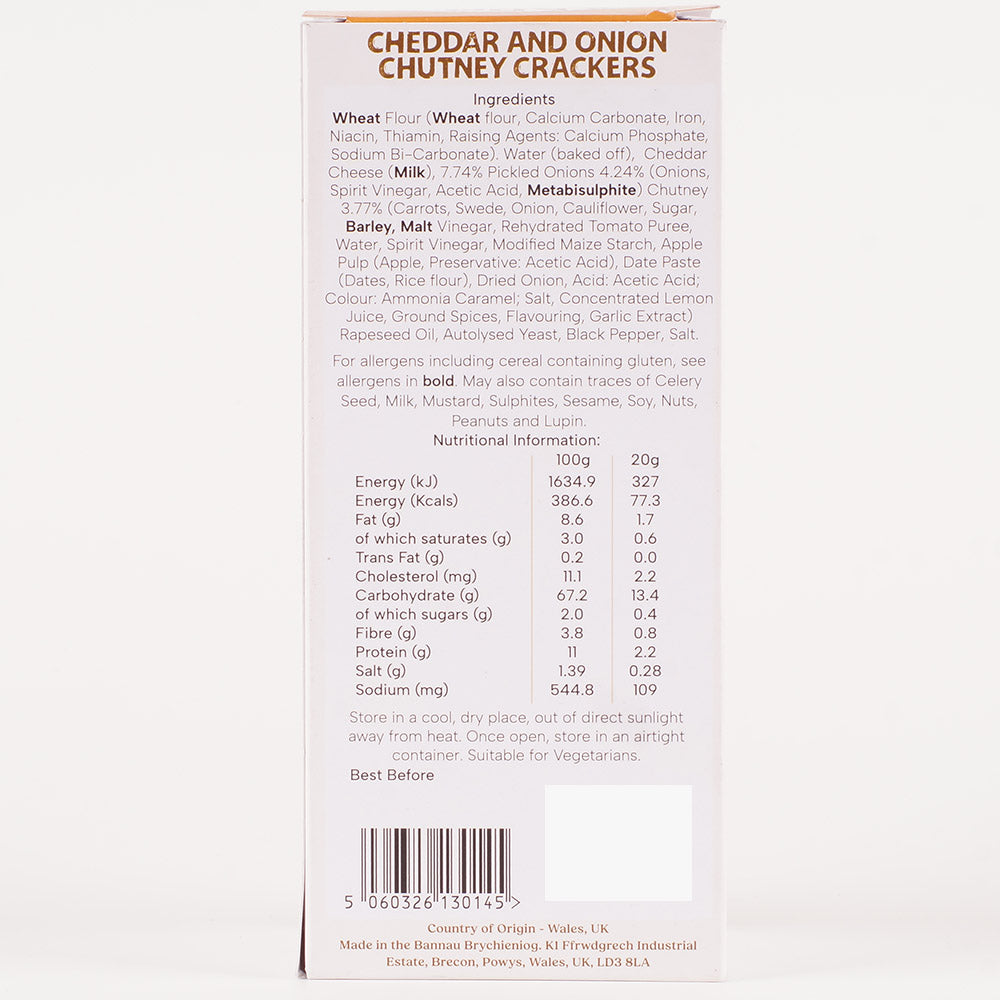 CHEDDAR AND ONION
CHUTNEY CRACKERS
Ingredients
Wheat Flour (Wheat flour, Calcium Carbonate, Iron,
Niacin, Thiamin, Raising Agents: Calcium Phosphate,
Sodium Bi-Carbonate). Water (baked off), Cheddar
Cheese (Milk), 7.74% Pickled Onions 4.24% (Onions,
Spirit Vinegar, Acetic Acid, Metabisulphite) Chutney
3.77% (Carrots, Swede, Onion, Cauliflower, Sugar,
Barley, Malt Vinegar, Rehydrated Tomato Puree,
Water, Spirit Vinegar, Modified Maize Starch, Apple
Pulp (Apple, Preservative: Acetic Acid), Date Paste
(Dates, Rice flour), Dried Onion, Acid: Acetic Acid;
Colour: Ammonia Caramel; Salt, Concentrated Lemon
Juice, Ground Spices, Flavouring, Garlic Extract)
Rapeseed Oil, Autolysed Yeast, Black Pepper, Salt.
For allergens including cereal containing gluten, see
allergens in bold. May also contain traces of Celery
Seed, Milk, Mustard, Sulphites, Sesame, Soy, Nuts,
Peanuts and Lupin.
Nutritional Information:
100g 20g
Energy (kJ) 1634.9 327
Energy (Kcals) 386.6 77.3
Fat (g) 8.6 1.7
of which saturates (g) 3.0 0.6
Trans Fat (g) 0.2 0.0
Cholesterol (mg) 11.1 2.2
Carbohydrate (g) 67.2 13.4
of which sugars (g) 2.0 0.4
Fibre (g) 3.8 0.8
Protein (g) 11 2.2
Salt (g) 1.39 0.28
Sodium (mg) 544.8 109
Store in a cool, dry place, out of direct sunlight
away from heat. Once open, store in an airtight
container. Suitable for Vegetarians.
Best Before
5 060326 130145 >
Country of Origin - Wales, UK
Made in the Bannau Brychieniog. K1 Ffrwdgrech Industrial
Estate, Brecon, Powys, Wales, UK, LD3 8LA